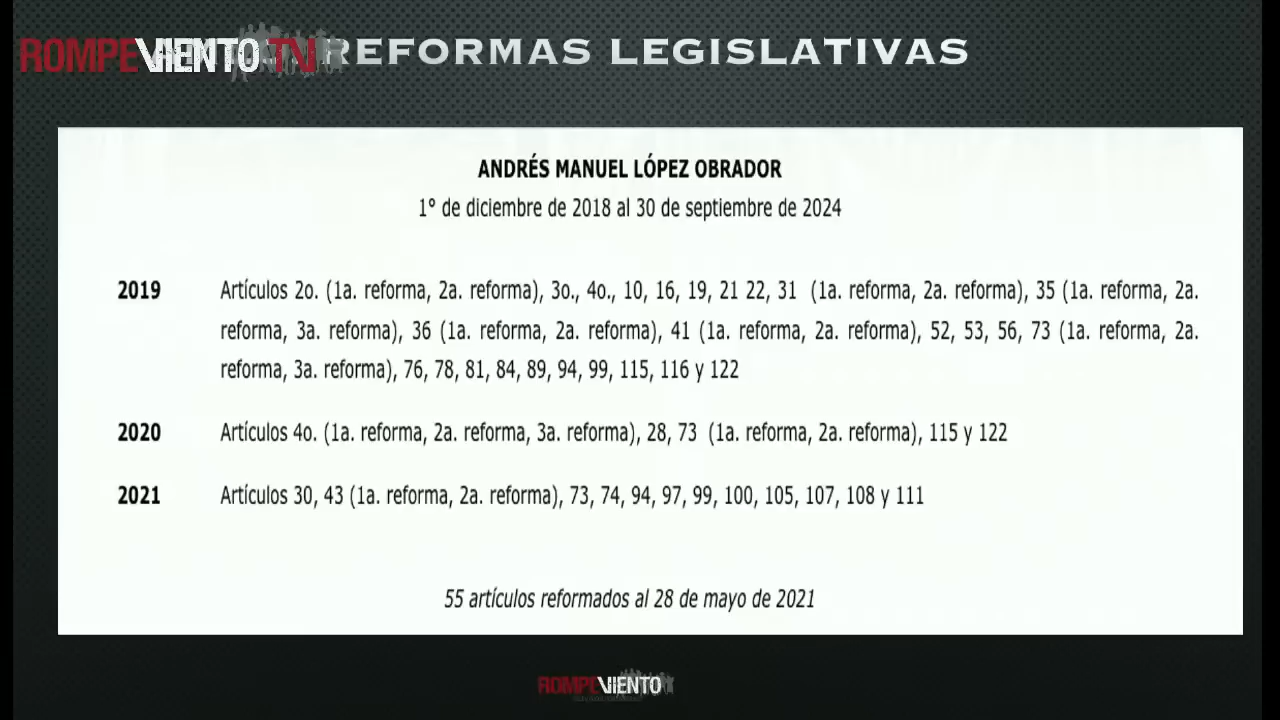 ROMPEVIENTO TV REFORMAS LEGISLATIVAS
ANDRÉS MANUEL LÓPEZ OBRADOR
1° de diciembre de 2018 al 30 de septiembre de 2024
2019 Artículos 2o. (1a. reforma, 2a. reforma), 3o., 4o., 10, 16, 19, 21 22, 31 (1a. reforma, 2a. reforma), 35 (1a. reforma, 2a.
reforma, 3a. reforma), 36 (1a. reforma, 2a. reforma), 41 (1a. reforma, 2a. reforma), 52, 53, 56, 73 (1a. reforma, 2a.
reforma, 3a. reforma), 76, 78, 81, 84, 89, 94, 99, 115, 116 y 122
2020 Artículos 4o. (1a. reforma, 2a. reforma, 3a. reforma), 28, 73 (1a. reforma, 2a. reforma), 115 y 122
2021 Artículos 30, 43 (1a. reforma, 2a. reforma), 73, 74, 94, 97, 99, 100, 105, 107, 108 y 111
55 artículos reformados al 28 de mayo de 2021
ROMPEVIENTO